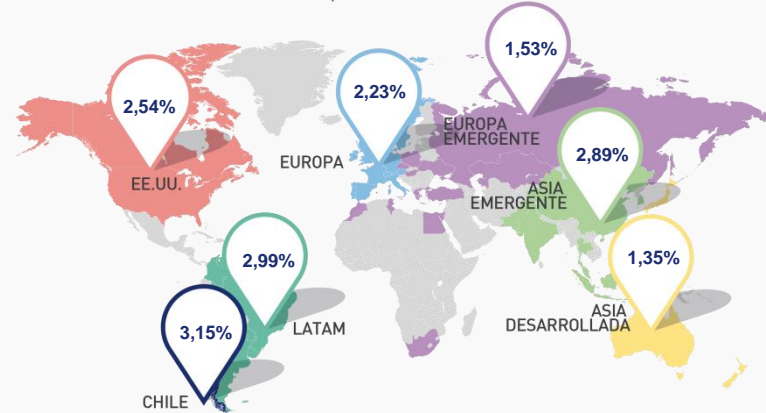 1,53%
2,54%
2,23%
EUROPA
EMERGENTE
EUROPA
2,89%
EE.UU.
ASIA
EMERGENTE
2,99%
1,35%
ASIA
DESARROLLADA
LATAM
3,15%
CHILE